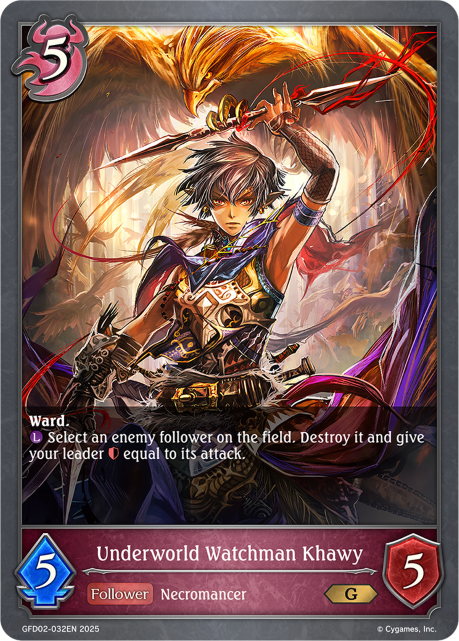 5
Ward.
L Select an enemy follower on the field. Destroy it and give
your leader equal to its attack.
Underworld Watchman Khawy
5
Follower Necromancer G
5
GFD02-032EN 2025 © Cygames, Inc.